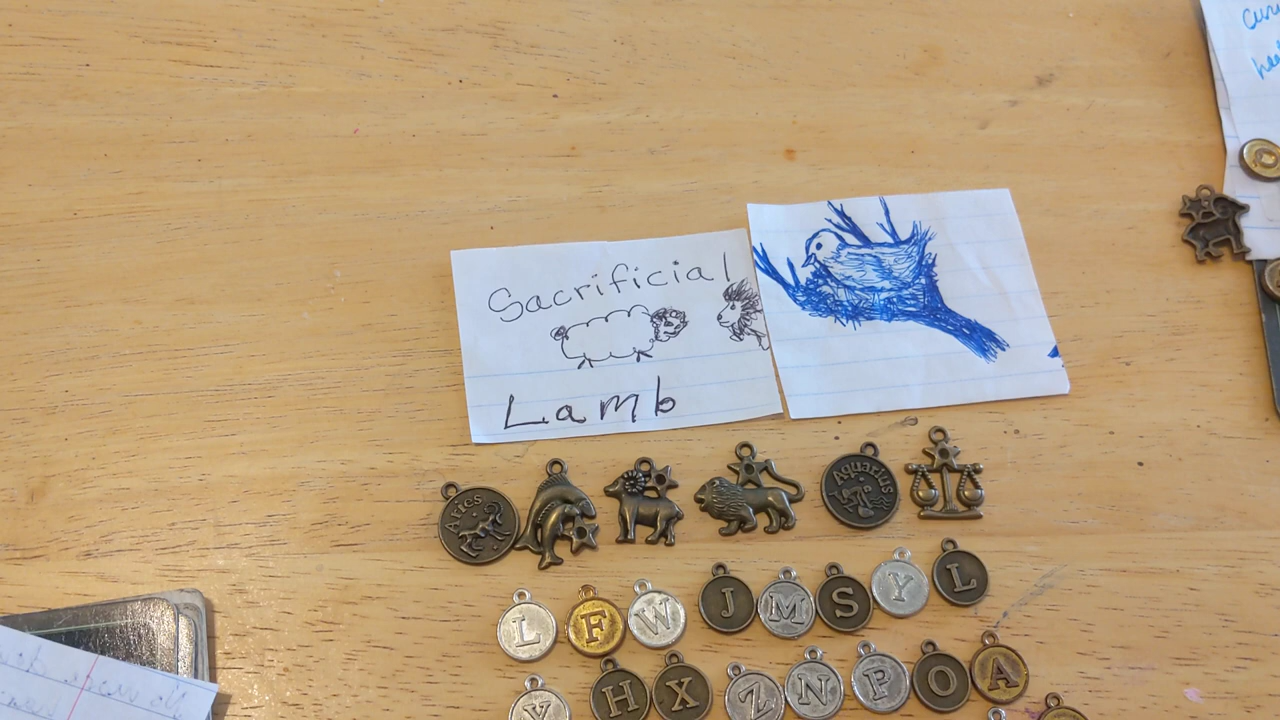 Sacrificial
Lamb
Aries
Aquarius
L F W J M S Y L
H X Z N P O A